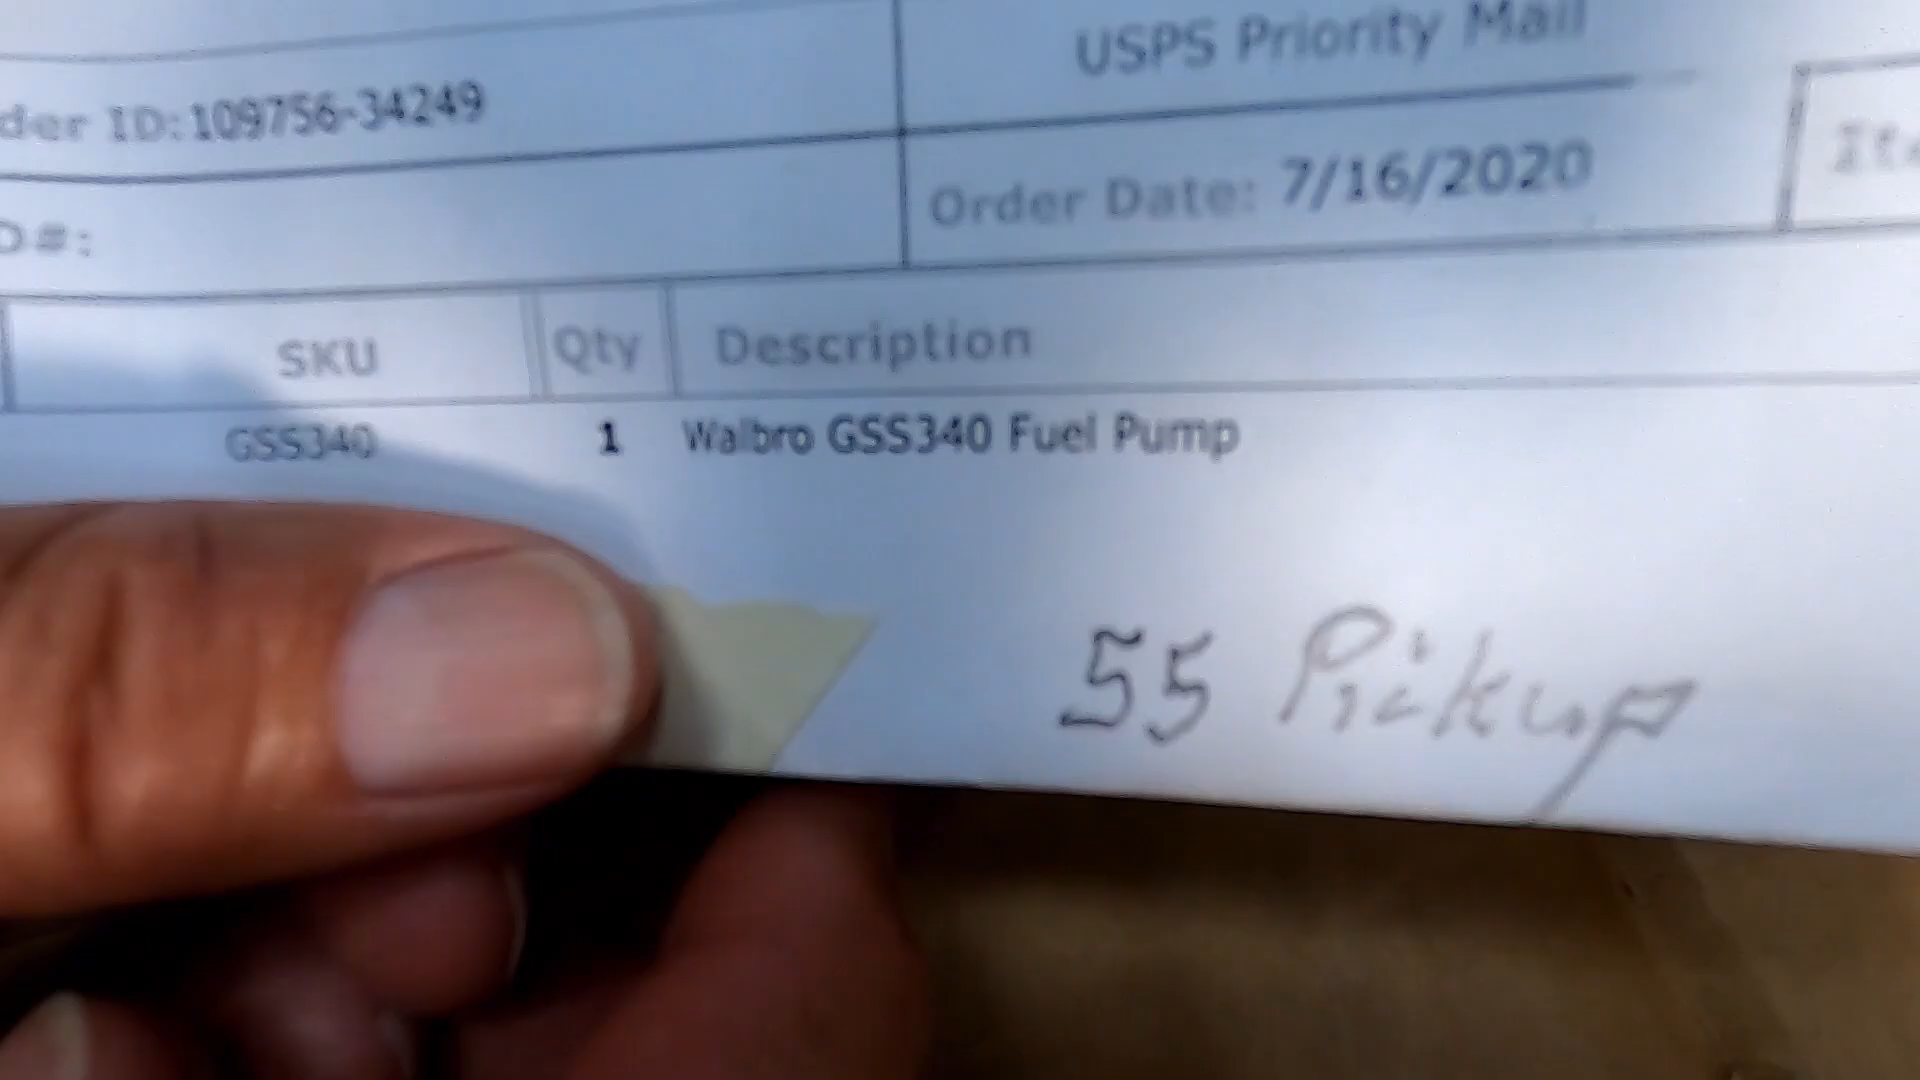 USPS Priority Mail
der ID:109756-34249
Order Date: 7/16/2020
Ite
O#:
SKU Qty Description
GSS340 1 Walbro GSS340 Fuel Pump
55 Pickup